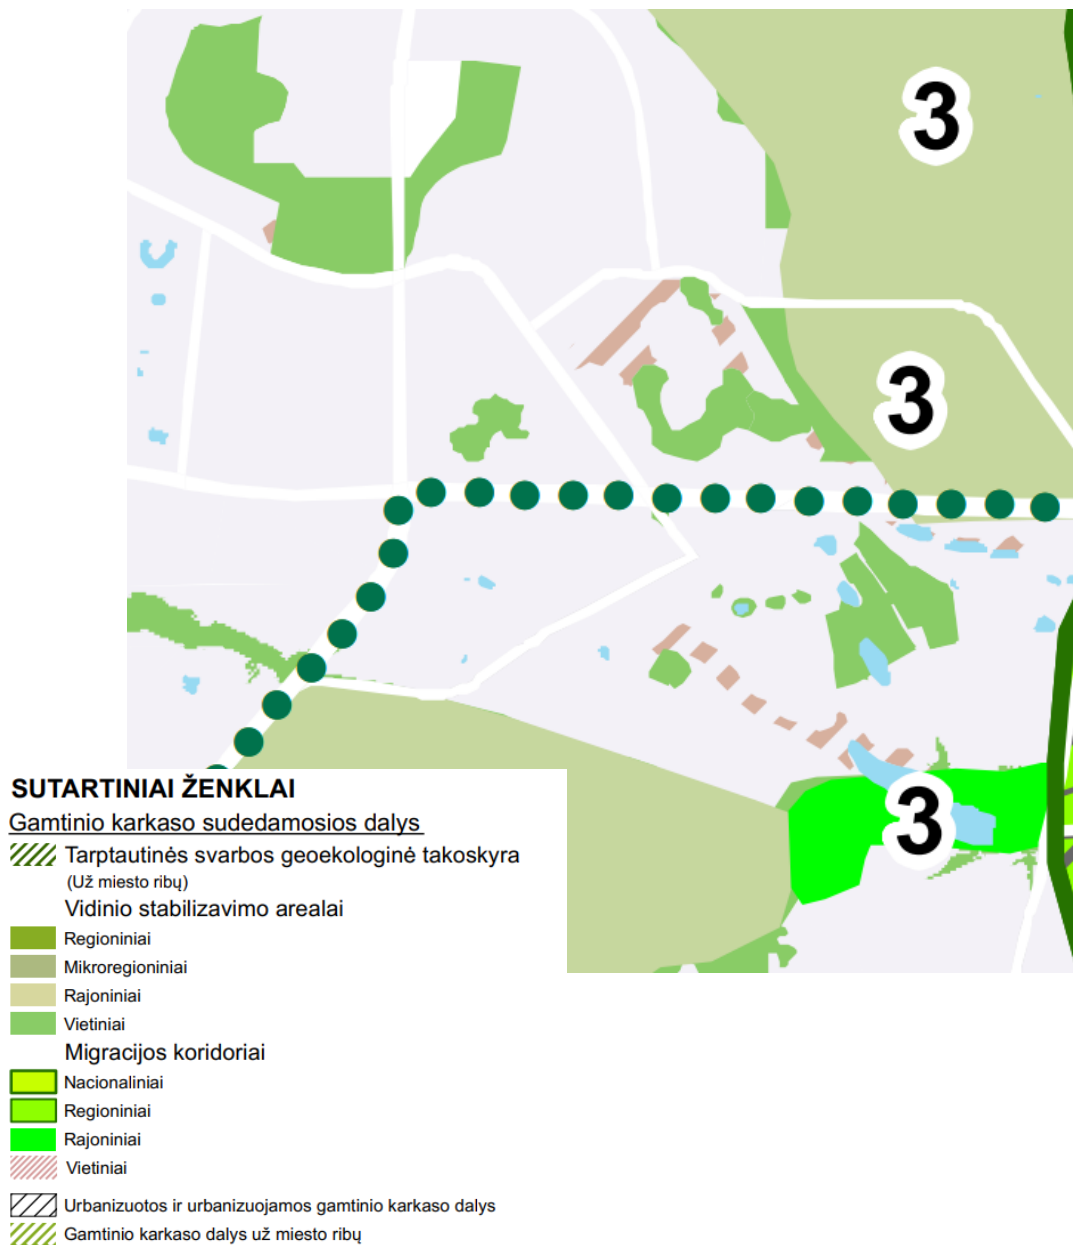 3
3
3
SUTARTINIAI ŽENKLAI
Gamtinio karkaso sudedamosios dalys
Tarptautinės svarbos geoekologinė takoskyra
(Už miesto ribų)
Vidinio stabilizavimo arealai
Regioniniai
Mikroregioniniai
Rajoniniai
Vietiniai
Migracijos koridoriai
Nacionaliniai
Regioniniai
Rajoniniai
Vietiniai
Urbanizuotos ir urbanizuojamos gamtinio karkaso dalys
Gamtinio karkaso dalys už miesto ribų